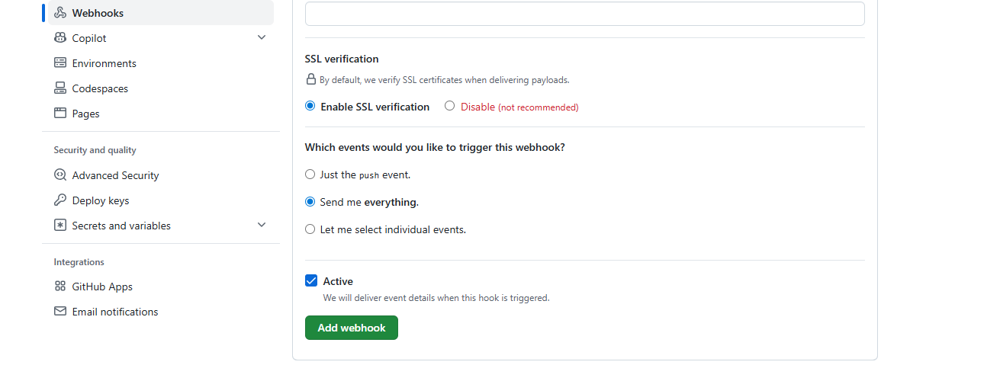 Webhooks
Copilot
Environments
Codespaces
Pages
Security and quality
Advanced Security
Deploy keys
Secrets and variables
Integrations
GitHub Apps
Email notifications
SSL verification
By default, we verify SSL certificates when delivering payloads.
Enable SSL verification Disable (not recommended)
Which events would you like to trigger this webhook?
Just the push event.
Send me everything.
Let me select individual events.
Active
We will deliver event details when this hook is triggered.
Add webhook